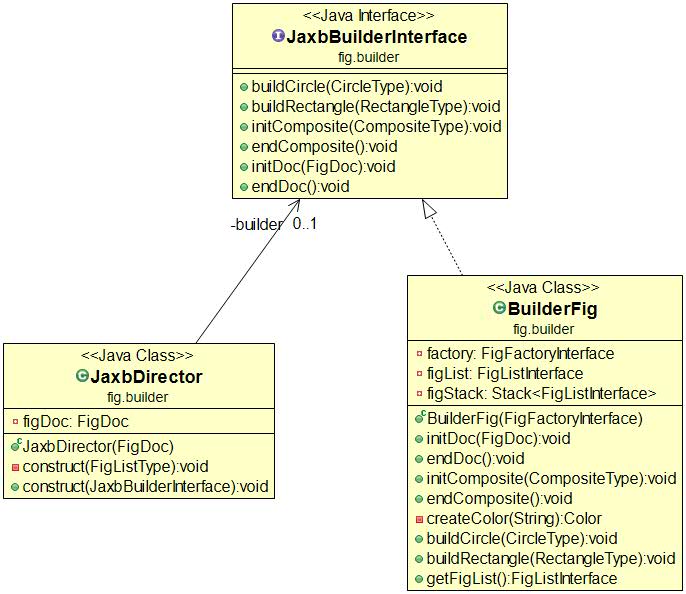 <<Java Interface>>
JaxbBuilderInterface
fig.builder
buildCircle(CircleType):void
buildRectangle(RectangleType):void
initComposite(CompositeType):void
endComposite():void
initDoc(FigDoc):void
endDoc():void
-builder 0..1
<<Java Class>>
JaxbDirector
fig.builder
figDoc: FigDoc
JaxbDirector(FigDoc)
construct(FigListType):void
construct(JaxbBuilderInterface):void
<<Java Class>>
BuilderFig
fig.builder
factory: FigFactoryInterface
figList: FigListInterface
figStack: Stack<FigListInterface>
BuilderFig(FigFactoryInterface)
initDoc(FigDoc):void
endDoc():void
initComposite(CompositeType):void
endComposite():void
createColor(String):Color
buildCircle(CircleType):void
buildRectangle(RectangleType):void
getFigList():FigListInterface